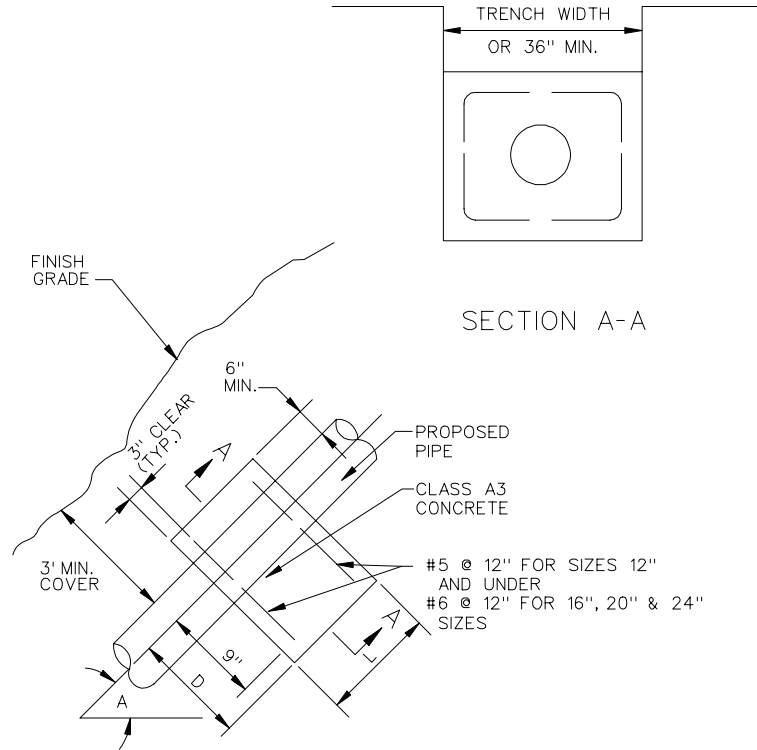 TRENCH WIDTH
OR 36" MIN.
SECTION A-A
FINISH
GRADE
6"
MIN.
3" CLEAR
(TYP.)
A
PROPOSED
PIPE
CLASS A3
CONCRETE
3' MIN.
COVER
#5 @ 12" FOR SIZES 12"
AND UNDER
#6 @ 12" FOR 16", 20" & 24"
SIZES
A
L
9"
D
A